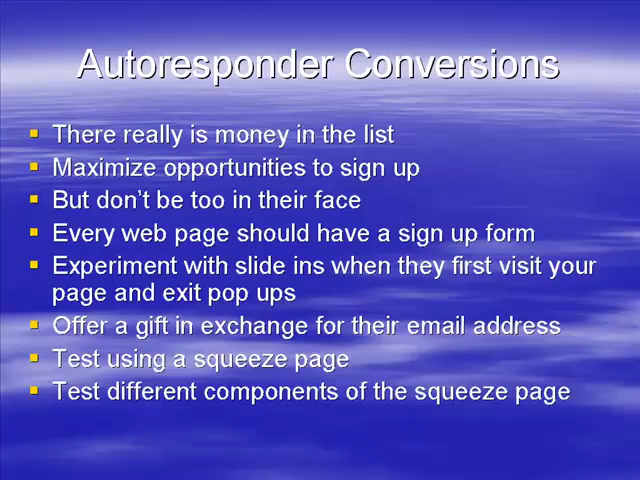 Autoresponder Conversions
There really is money in the list
Maximize opportunities to sign up
But don't be too in their face
Every web page should have a sign up form
Experiment with slide ins when they first visit your
page and exit pop ups
Offer a gift in exchange for their email address
Test using a squeeze page
Test different components of the squeeze page